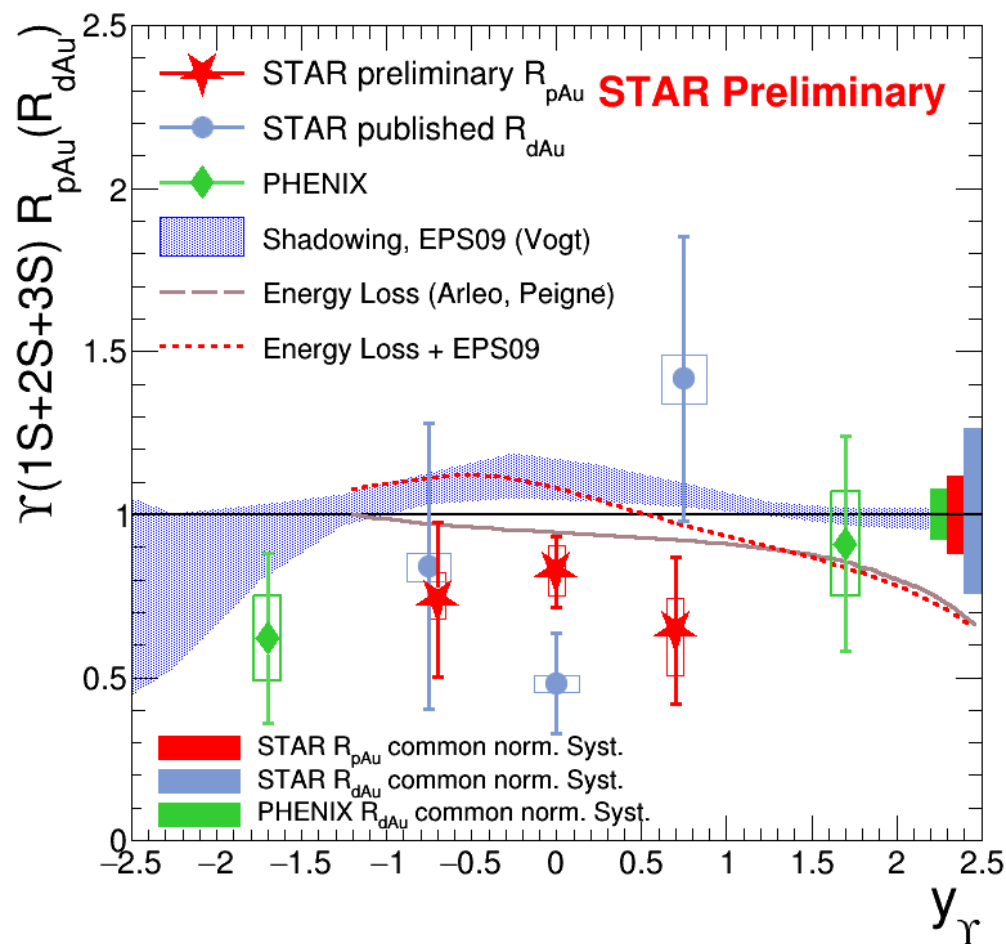 ϒ(1S+2S+3S) R_pAu(R_dAu)
2.5
2
1.5
1
0.5
0
STAR preliminary R_pAu
STAR Preliminary
STAR published R_dAu
PHENIX
Shadowing, EPS09 (Vogt)
Energy Loss (Arleo, Peigné)
Energy Loss + EPS09
STAR R_pAu common norm. Syst.
STAR R_dAu common norm. Syst.
PHENIX R_dAu common norm. Syst.
−2.5 −2 −1.5 −1 −0.5 0 0.5 1 1.5 2 2.5
y_ϒ